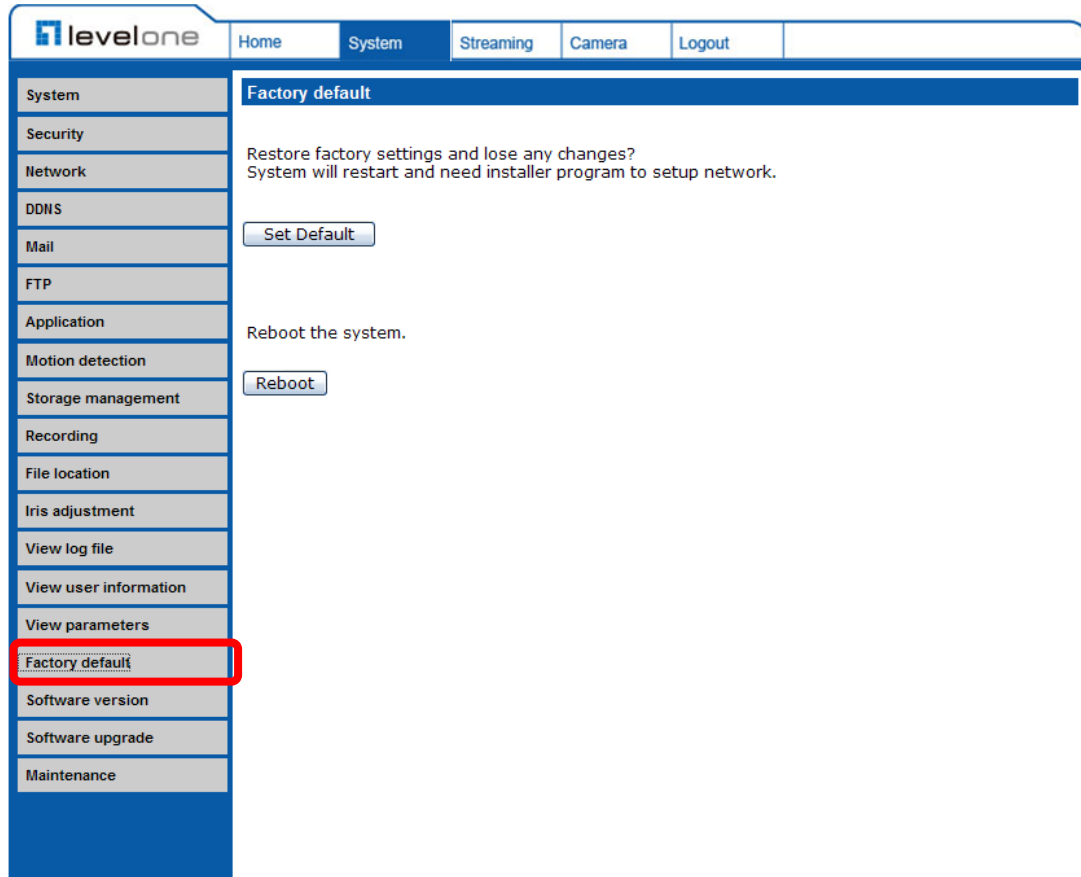 levelone
Home System Streaming Camera Logout
System
Security
Network
DDNS
Mail
FTP
Application
Motion detection
Storage management
Recording
File location
Iris adjustment
View log file
View user information
View parameters
Factory default
Software version
Software upgrade
Maintenance
Factory default
Restore factory settings and lose any changes?
System will restart and need installer program to setup network.
Set Default
Reboot the system.
Reboot